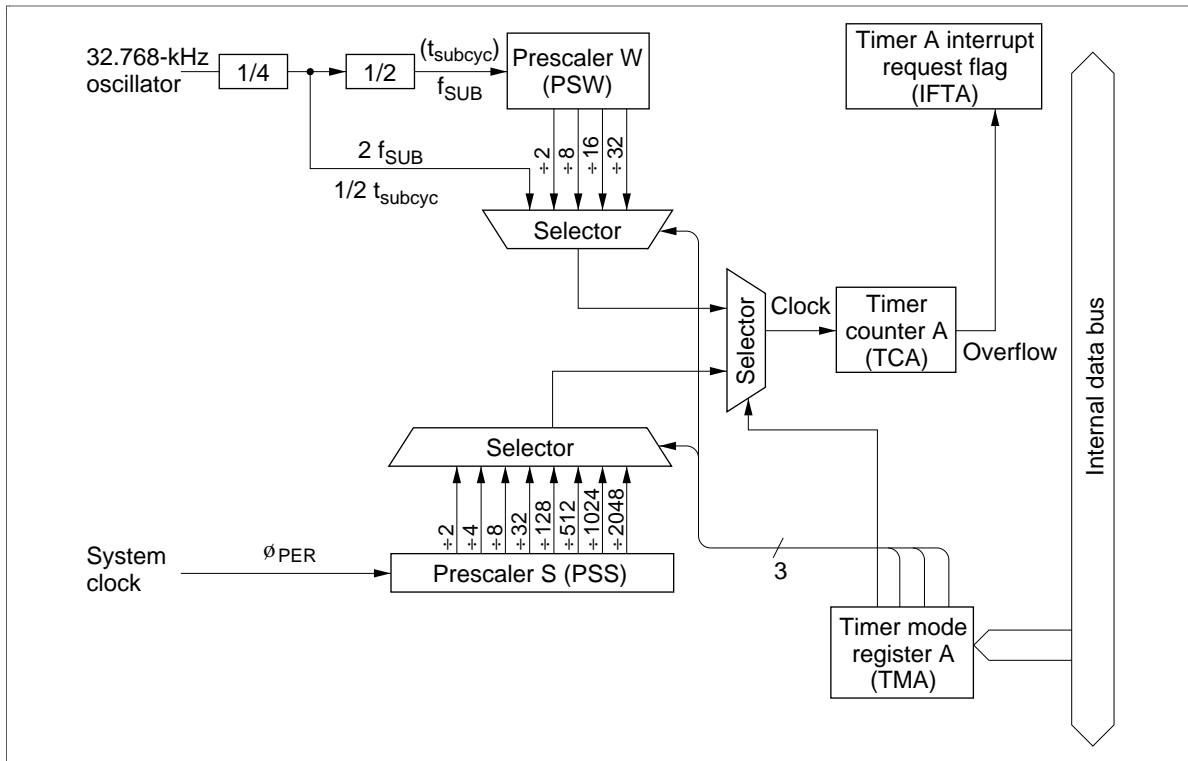 32.768-kHz
oscillator
1/4
1/2
(tsubcyc)
fSUB
Prescaler W
(PSW)
Timer A interrupt
request flag
(IFTA)
2 fSUB
1/2 tsubcyc
÷2
÷8
÷16
÷32
Selector
Selector
Clock
Timer
counter A
(TCA)
Overflow
Internal data bus
Selector
÷2
÷4
÷8
÷32
÷128
÷512
÷1024
÷2048
System
clock
øPER
Prescaler S (PSS)
3
Timer mode
register A
(TMA)